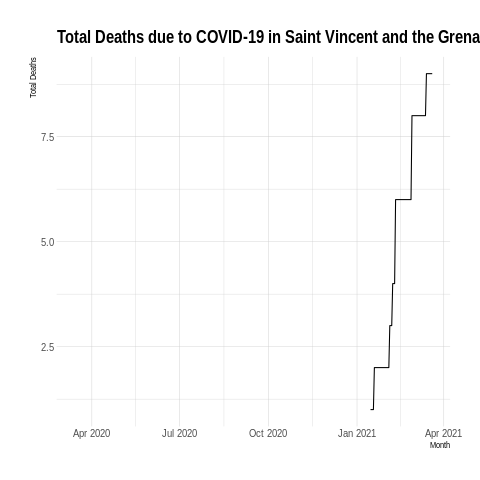 Total Deaths due to COVID-19 in Saint Vincent and the Grena
Total Deaths
7.5
5.0
2.5
Apr 2020 Jul 2020 Oct 2020 Jan 2021 Apr 2021
Month